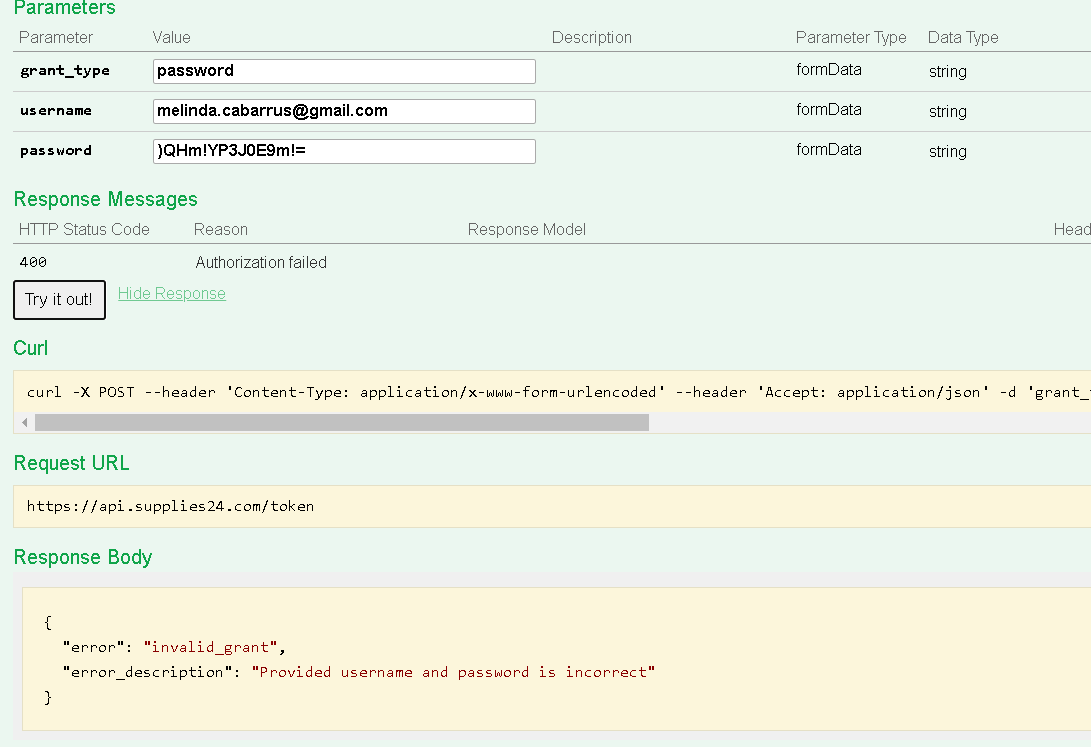 Parameters
Parameter Value Description Parameter Type Data Type
grant_type password formData string
username melinda.cabarrus@gmail.com formData string
password )QHm!YP3J0E9m!= formData string
Response Messages
HTTP Status Code Reason Response Model Head
400 Authorization failed
Try it out! Hide Response
Curl
curl -X POST --header 'Content-Type: application/x-www-form-urlencoded' --header 'Accept: application/json' -d 'grant_
Request URL
https://api.supplies24.com/token
Response Body
{
"error": "invalid_grant",
"error_description": "Provided username and password is incorrect"
}